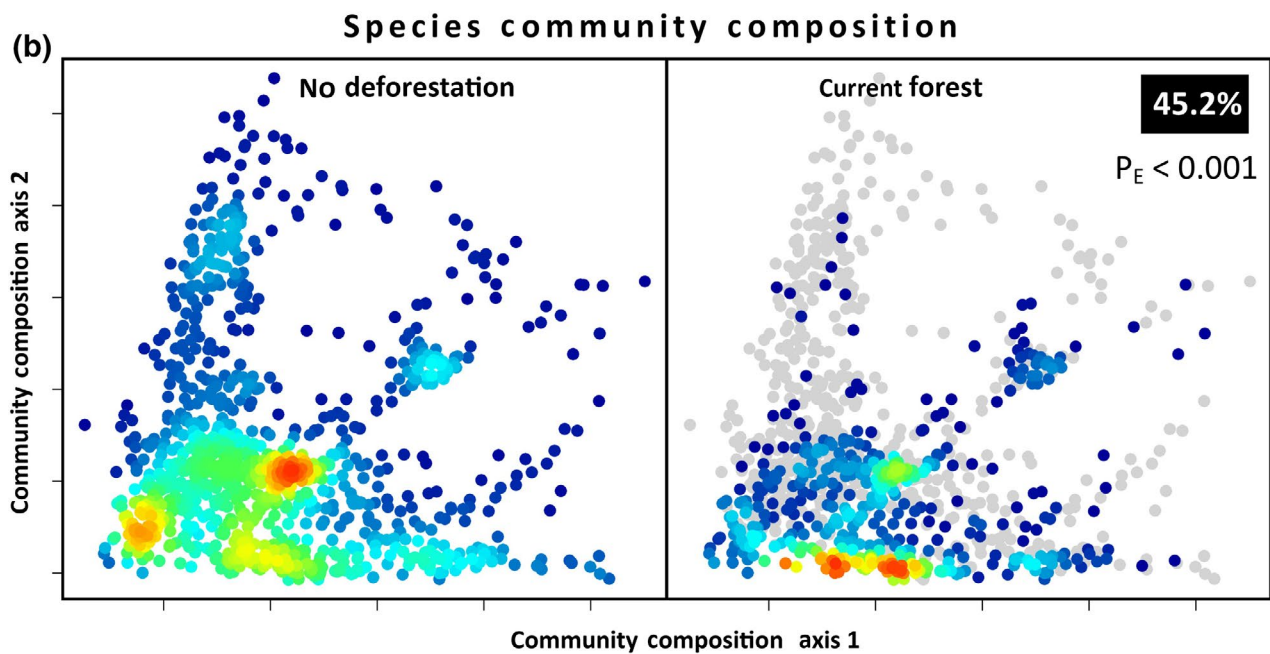 Species community composition
(b)
No deforestation
Current forest
45.2%
P_E < 0.001
Community composition axis 2
Community composition axis 1